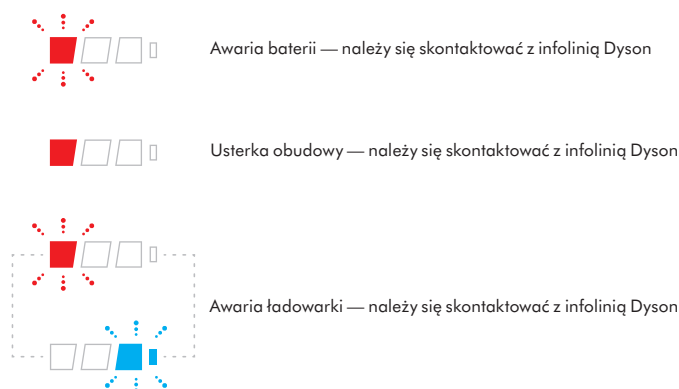 Awaria baterii — należy się skontaktować z infolinią Dyson
Usterka obudowy — należy się skontaktować z infolinią Dyson
Awaria ładowarki — należy się skontaktować z infolinią Dyson